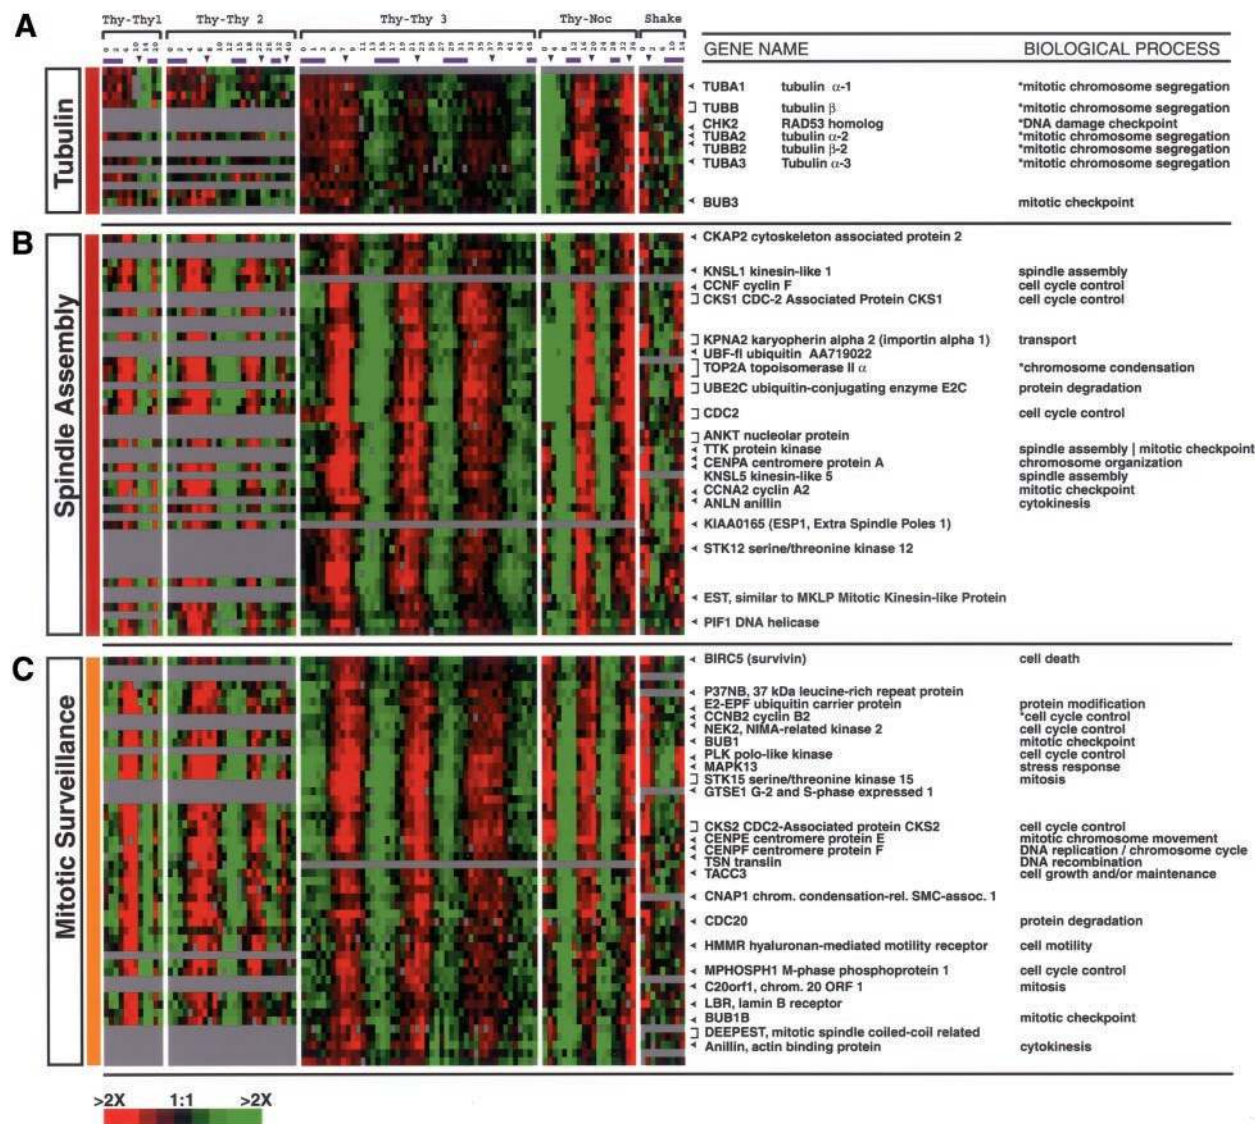 A
Thy-Thy1 Thy-Thy 2 Thy-Thy 3 Thy-Noc Shake
GENE NAME BIOLOGICAL PROCESS
Tubulin
TUBA1 tubulin α-1 *mitotic chromosome segregation
TUBB tubulin β *mitotic chromosome segregation
CHK2 RAD53 homolog *DNA damage checkpoint
TUBA2 tubulin α-2 *mitotic chromosome segregation
TUBB2 tubulin β-2 *mitotic chromosome segregation
TUBA3 Tubulin α-3 *mitotic chromosome segregation
BUB3 mitotic checkpoint
B
Spindle Assembly
CKAP2 cytoskeleton associated protein 2
KNSL1 kinesin-like 1 spindle assembly
CCNF cyclin F cell cycle control
CKS1 CDC-2 Associated Protein CKS1 cell cycle control
KPNA2 karyopherin alpha 2 (importin alpha 1) transport
UBF-fl ubiquitin AA719022
TOP2A topoisomerase II α *chromosome condensation
UBE2C ubiquitin-conjugating enzyme E2C protein degradation
CDC2 cell cycle control
ANKT nucleolar protein
TTK protein kinase spindle assembly | mitotic checkpoint
CENPA centromere protein A chromosome organization
KNSL5 kinesin-like 5 spindle assembly
CCNA2 cyclin A2 mitotic checkpoint
ANLN anillin cytokinesis
KIAA0165 (ESP1, Extra Spindle Poles 1)
STK12 serine/threonine kinase 12
EST, similar to MKLP Mitotic Kinesin-like Protein
PIF1 DNA helicase
C
Mitotic Surveillance
BIRC5 (survivin) cell death
P37NB, 37 kDa leucine-rich repeat protein
E2-EPF ubiquitin carrier protein protein modification
CCNB2 cyclin B2 *cell cycle control
NEK2, NIMA-related kinase 2 cell cycle control
BUB1 mitotic checkpoint
PLK polo-like kinase cell cycle control
MAPK13 stress response
STK15 serine/threonine kinase 15 mitosis
GTSE1 G-2 and S-phase expressed 1
CKS2 CDC2-Associated protein CKS2 cell cycle control
CENPE centromere protein E mitotic chromosome movement
CENPF centromere protein F DNA replication / chromosome cycle
TSN translin DNA recombination
TACC3 cell growth and/or maintenance
CNAP1 chrom. condensation-rel. SMC-assoc. 1
CDC20 protein degradation
HMMR hyaluronan-mediated motility receptor cell motility
MPHOSPH1 M-phase phosphoprotein 1 cell cycle control
C20orf1, chrom. 20 ORF 1 mitosis
LBR, lamin B receptor
BUB1B mitotic checkpoint
DEEPEST, mitotic spindle coiled-coil related
Anillin, actin binding protein cytokinesis
>2X 1:1 >2X